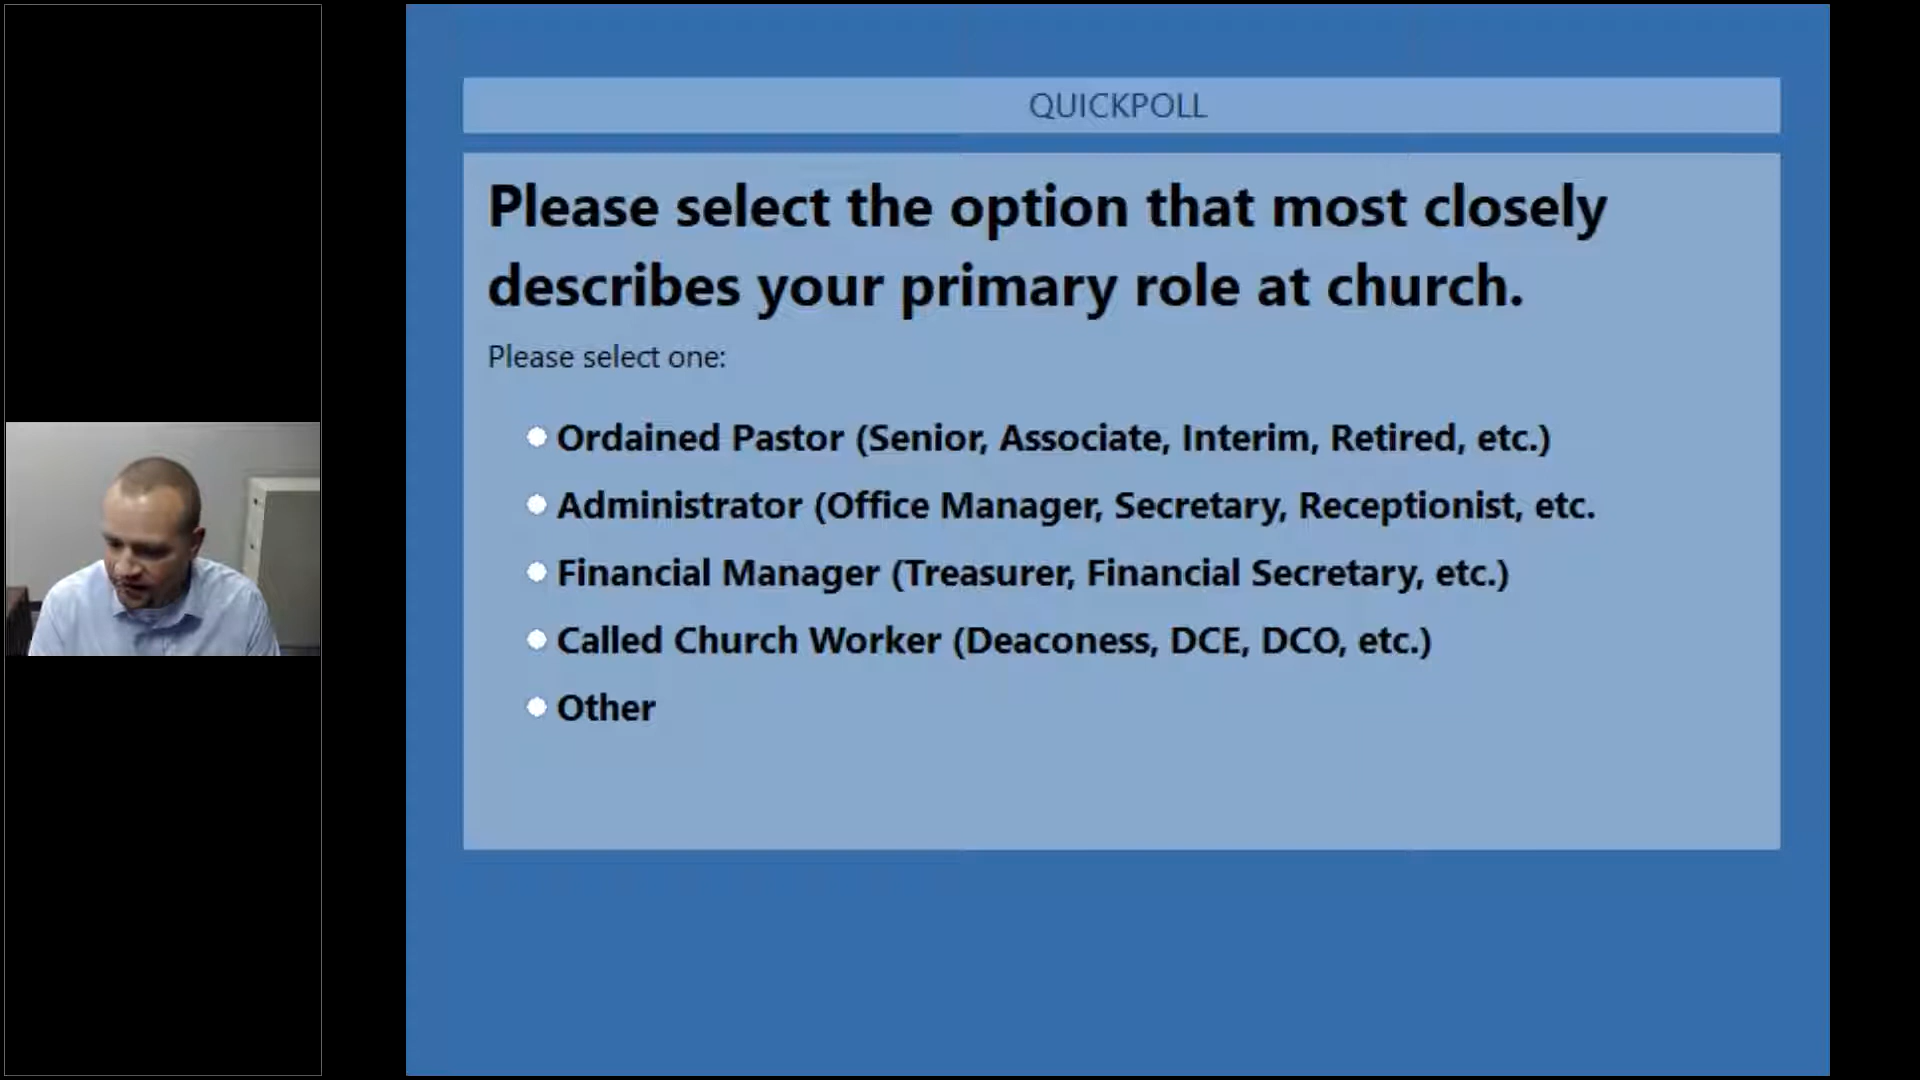 QUICKPOLL
Please select the option that most closely
describes your primary role at church.
Please select one:
Ordained Pastor (Senior, Associate, Interim, Retired, etc.)
Administrator (Office Manager, Secretary, Receptionist, etc.
Financial Manager (Treasurer, Financial Secretary, etc.)
Called Church Worker (Deaconess, DCE, DCO, etc.)
Other